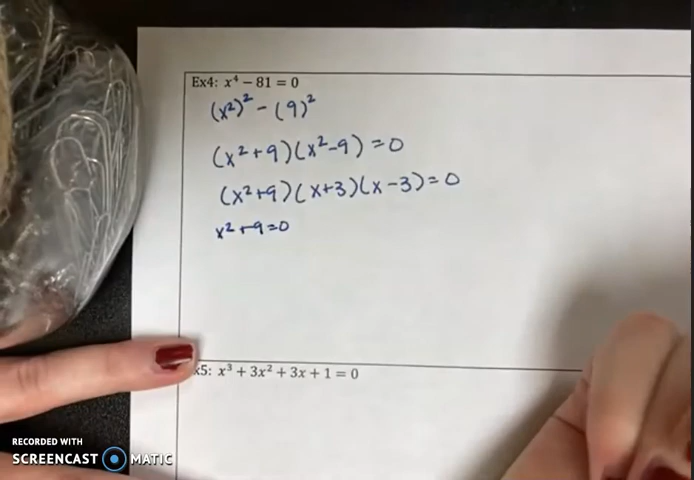 Ex4: x⁴ − 81 = 0
(x²)² − (9)²
(x²+9)(x²−9)=0
(x²+9)(x+3)(x−3)=0
x²+9=0
x5: x³ + 3x² + 3x + 1 = 0
RECORDED WITH
SCREENCAST MATIC